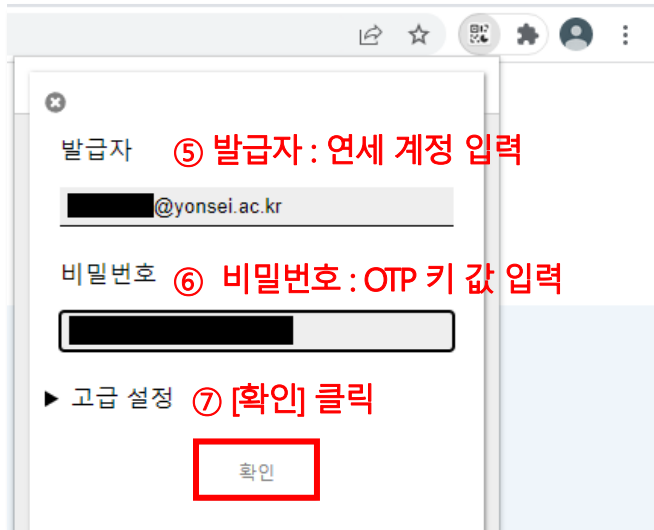 발급자 ⑤ 발급자 : 연세 계정 입력
@yonsei.ac.kr
비밀번호 ⑥ 비밀번호 : OTP 키 값 입력
▶ 고급 설정 ⑦ [확인] 클릭
확인